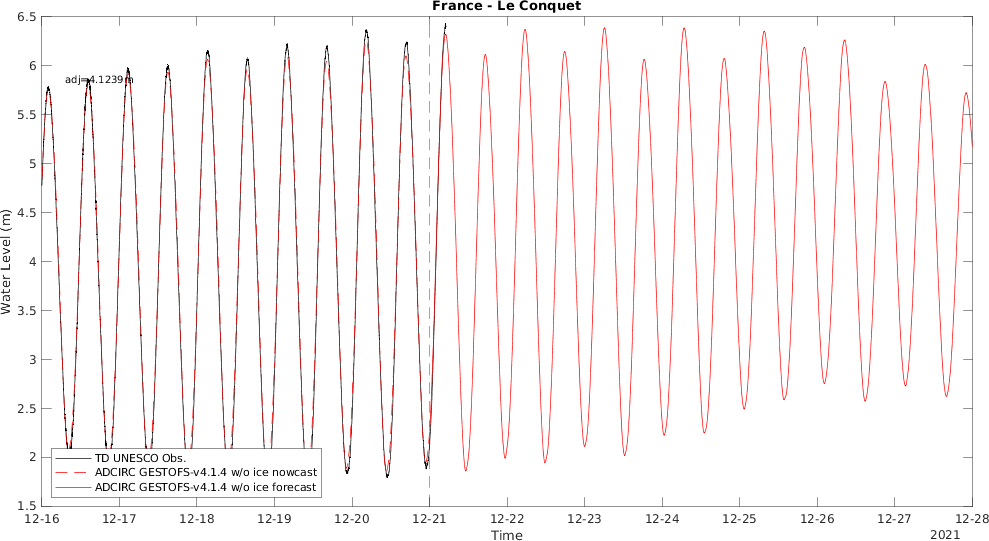 France - Le Conquet
6.5
6
5.5
5
4.5
4
3.5
3
2.5
2
1.5
Water Level (m)
adj=4.1239 m
TD UNESCO Obs.
ADCIRC GESTOFS-v4.1.4 w/o ice nowcast
ADCIRC GESTOFS-v4.1.4 w/o ice forecast
12-16 12-17 12-18 12-19 12-20 12-21 12-22 12-23 12-24 12-25 12-26 12-27 12-28
Time
2021